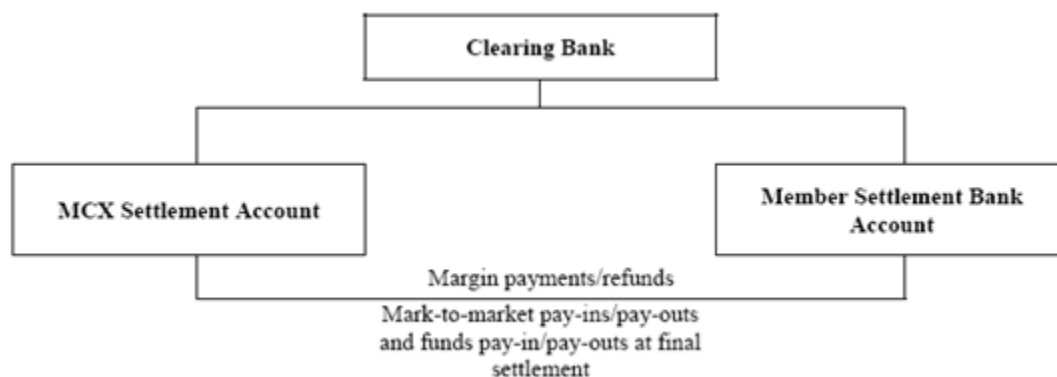 Clearing Bank
MCX Settlement Account
Member Settlement Bank
Account
Margin payments/refunds
Mark-to-market pay-ins/pay-outs
and funds pay-in/pay-outs at final
settlement